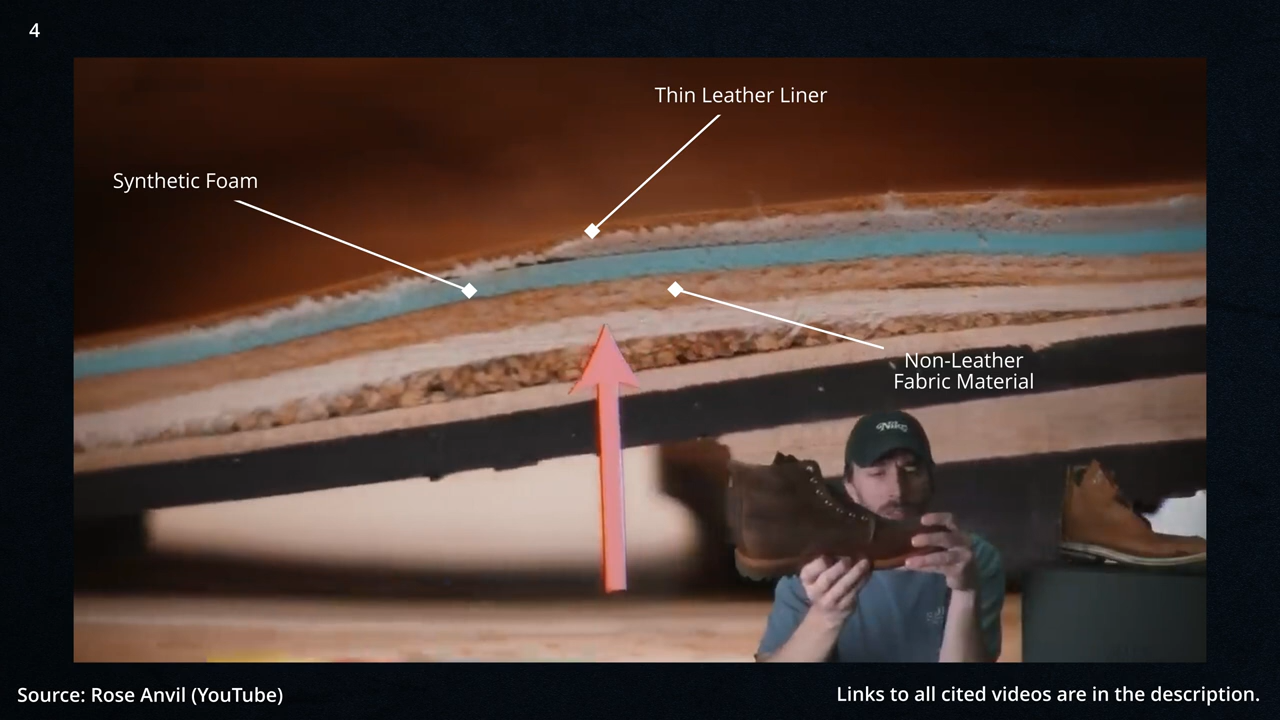 4
Thin Leather Liner
Synthetic Foam
Non-Leather
Fabric Material
Source: Rose Anvil (YouTube)
Links to all cited videos are in the description.